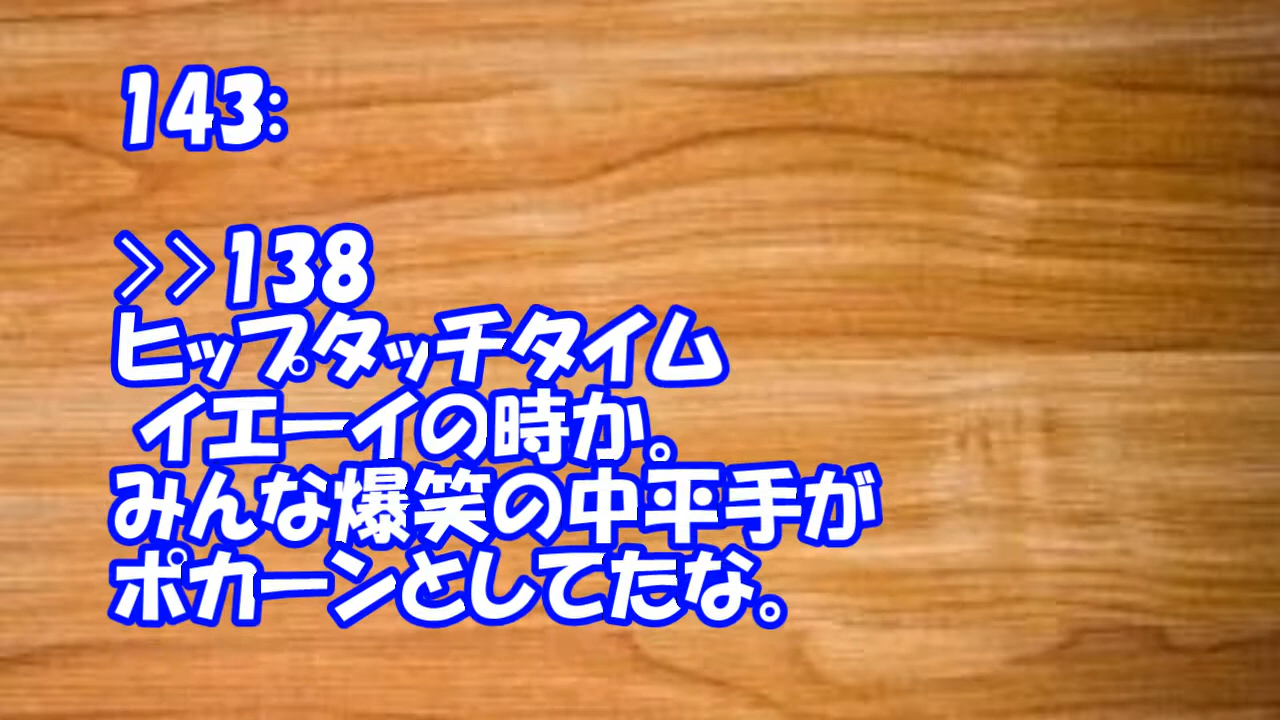 143:
>>138
ヒップタッチタイム
イエーイの時か。
みんな爆笑の中平手が
ポカーンとしてたな。